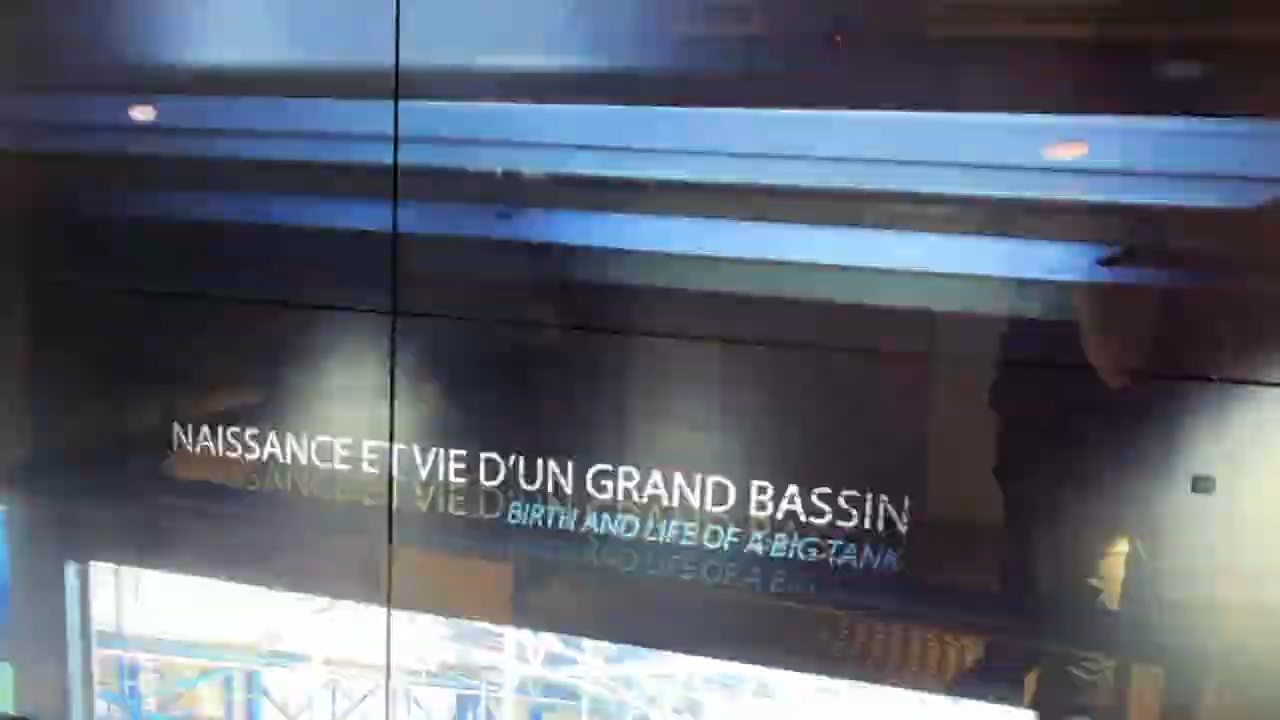 NAISSANCE ET VIE D'UN GRAND BASSIN
BIRTH AND LIFE OF A BIG TANK